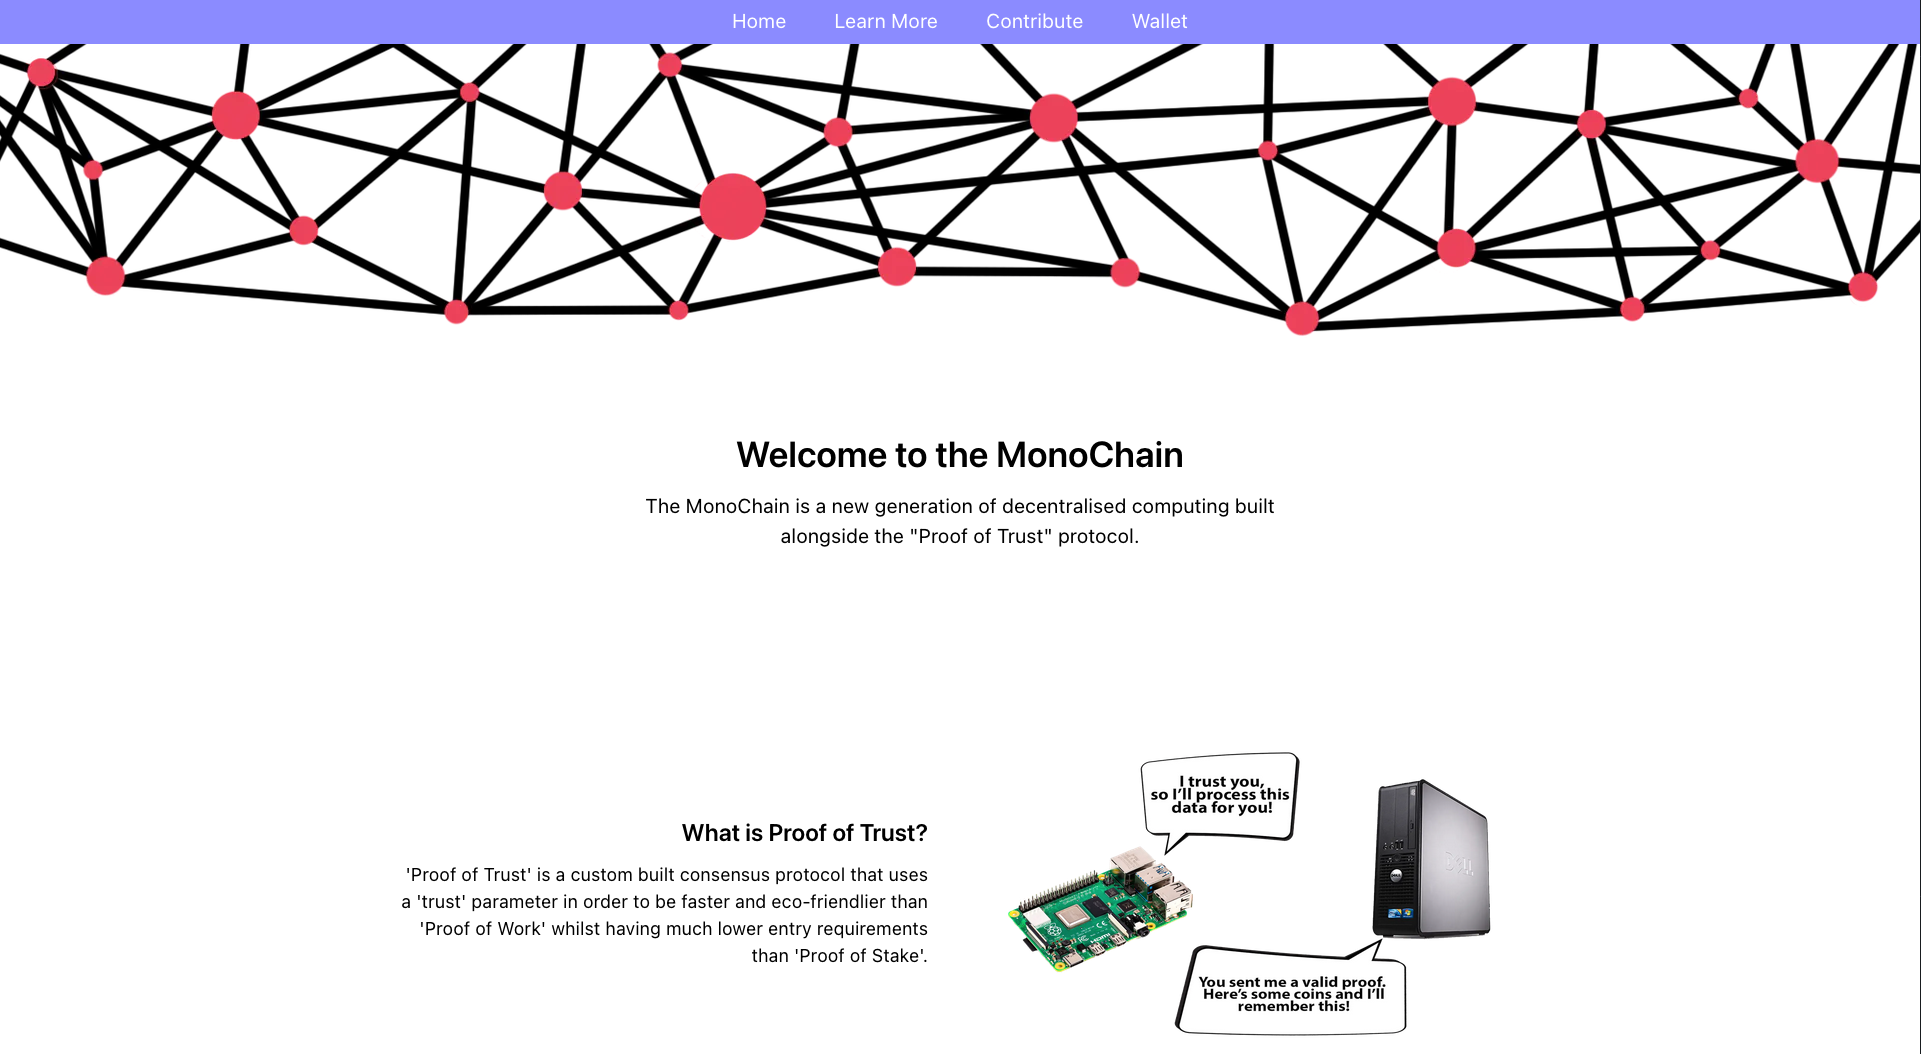 Home Learn More Contribute Wallet
Welcome to the MonoChain
The MonoChain is a new generation of decentralised computing built
alongside the "Proof of Trust" protocol.
What is Proof of Trust?
'Proof of Trust' is a custom built consensus protocol that uses
a 'trust' parameter in order to be faster and eco-friendlier than
'Proof of Work' whilst having much lower entry requirements
than 'Proof of Stake'.
I trust you,
so I'll process this
data for you!
DELL
HDMI
You sent me a valid proof.
Here's some coins and I'll
remember this!